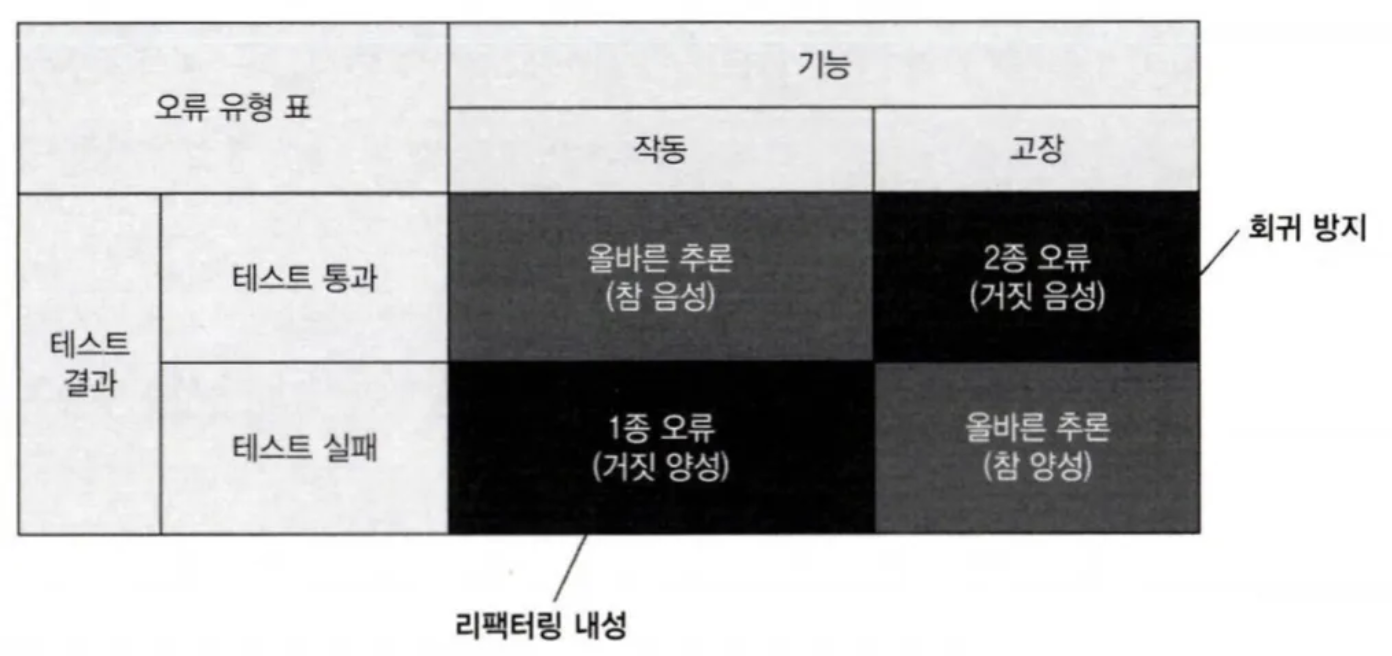 오류 유형 표
기능
작동
고장
테스트
결과
테스트 통과
올바른 추론
(참 음성)
2종 오류
(거짓 음성)
회귀 방지
테스트 실패
1종 오류
(거짓 양성)
올바른 추론
(참 양성)
리팩터링 내성